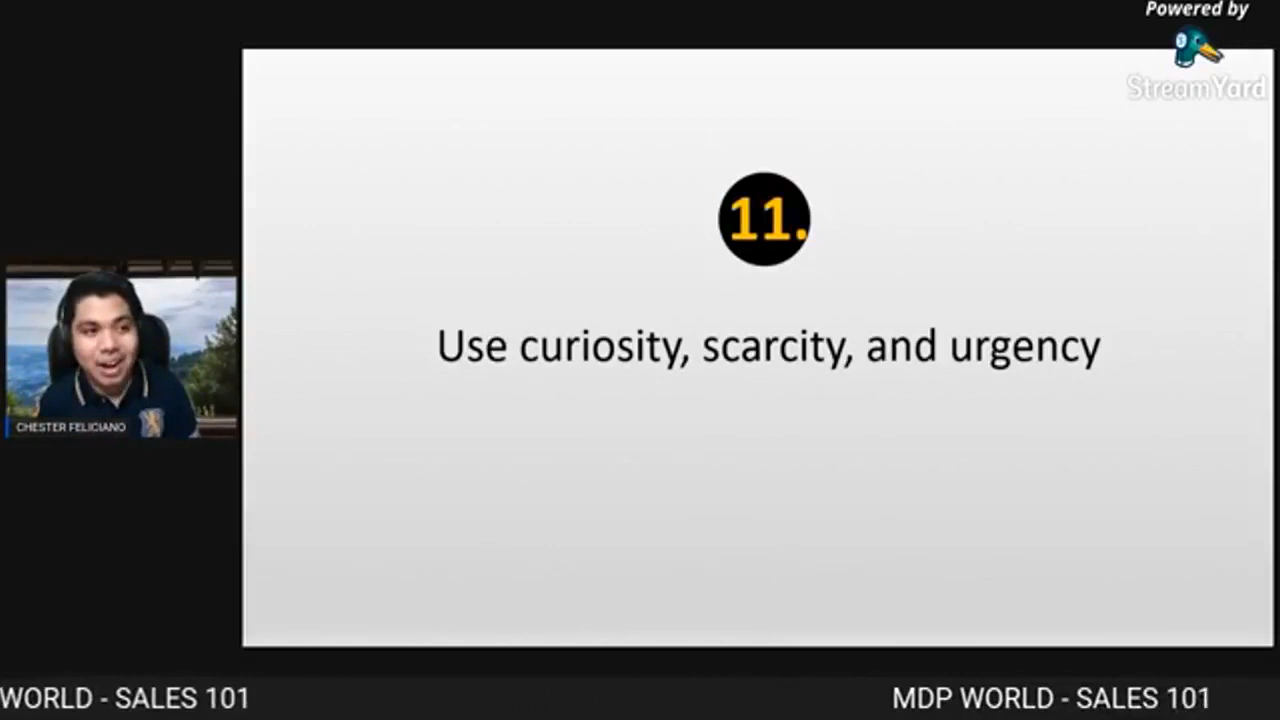 Powered by
StreamYard
11.
Use curiosity, scarcity, and urgency
CHESTER FELICIANO
WORLD - SALES 101
MDP WORLD - SALES 101